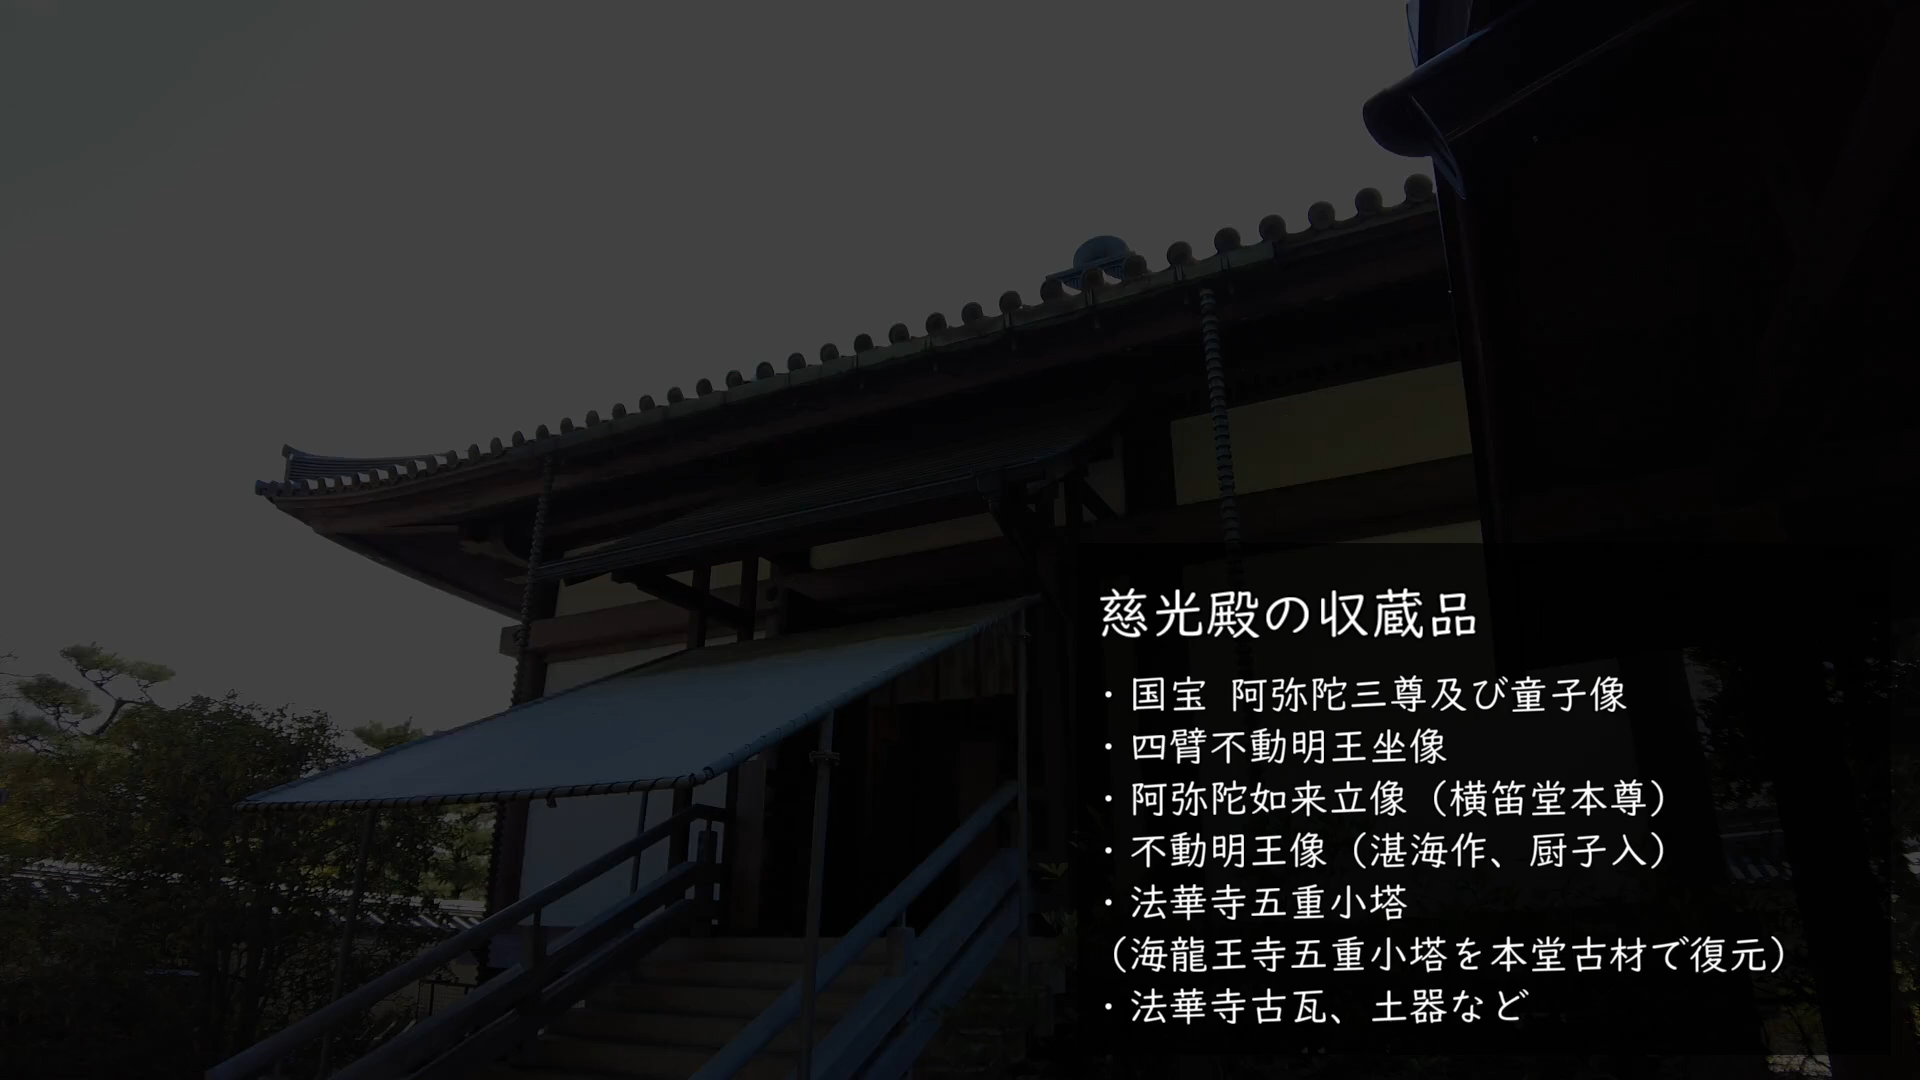 慈光殿の収蔵品
・国宝 阿弥陀三尊及び童子像
・四臂不動明王坐像
・阿弥陀如来立像（横笛堂本尊）
・不動明王像（湛海作、厨子入）
・法華寺五重小塔
（海龍王寺五重小塔を本堂古材で復元）
・法華寺古瓦、土器など